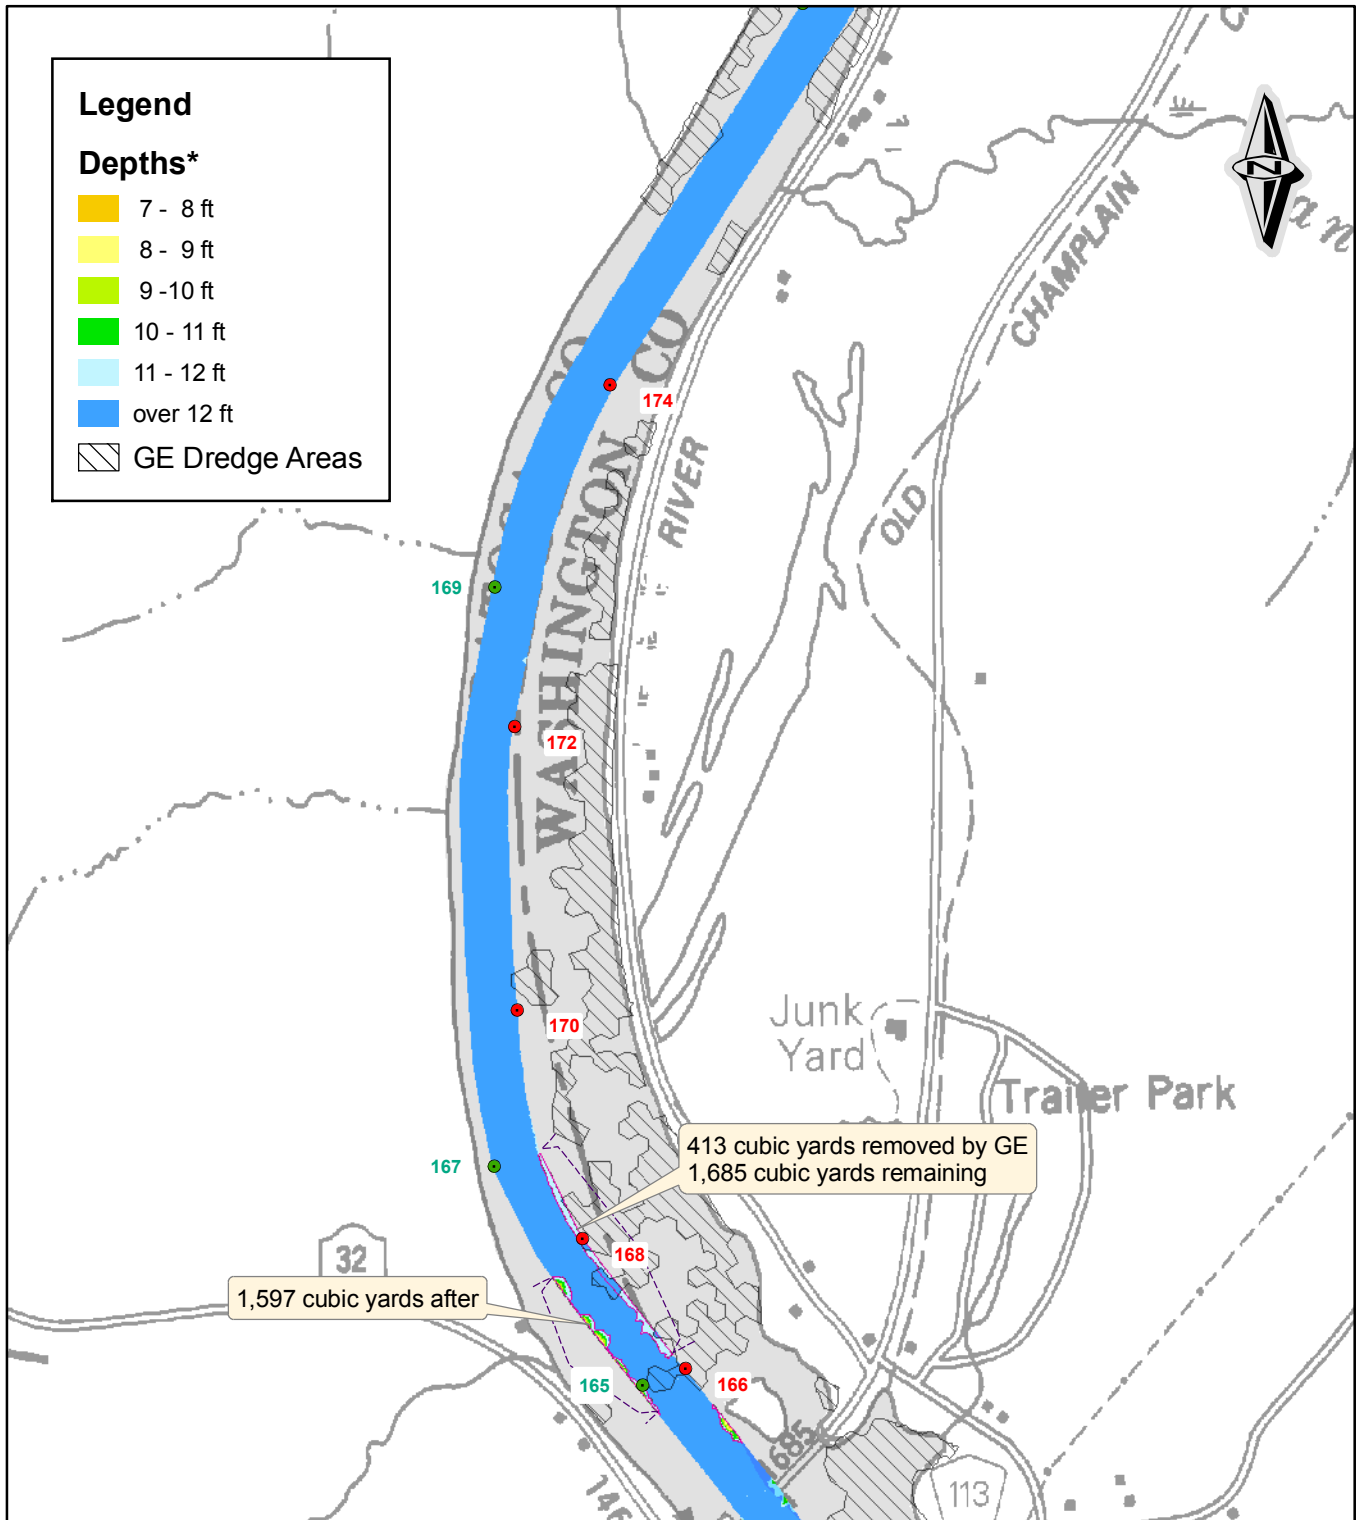 Legend
Depths*
7 - 8 ft
8 - 9 ft
9 -10 ft
10 - 11 ft
11 - 12 ft
over 12 ft
GE Dredge Areas
N
CHAMPLAIN
an
CO
CO
174
RIVER
OLD
WASHINGTON
169
172
170
Junk
Yard
Trailer Park
413 cubic yards removed by GE
1,685 cubic yards remaining
167
168
32
1,597 cubic yards after
165
166
685
146
113